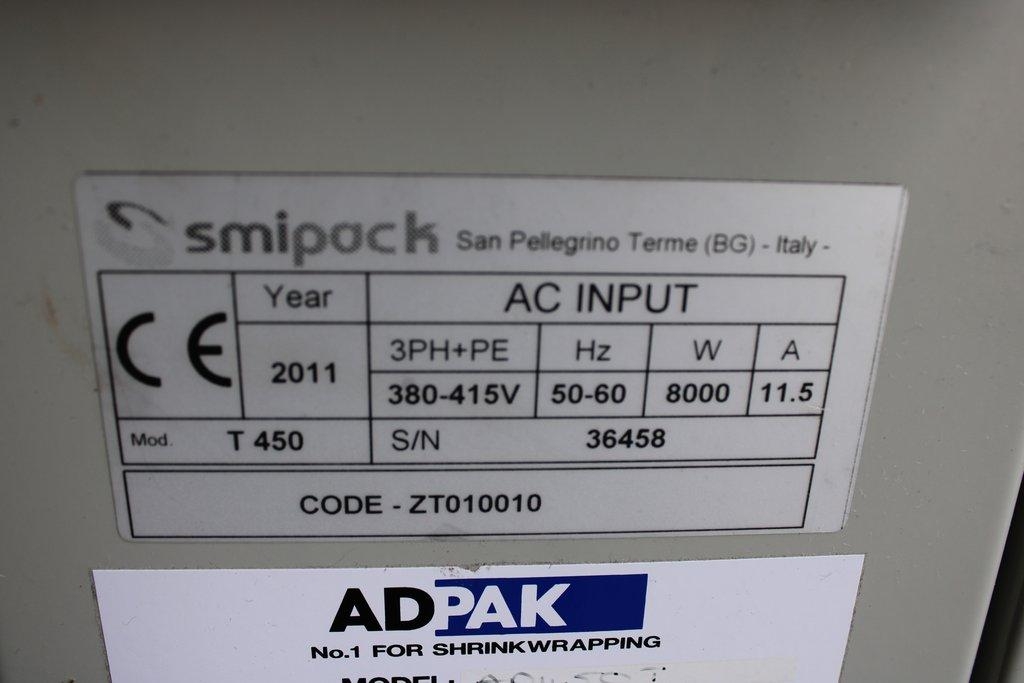 smipack San Pellegrino Terme (BG) - Italy -
CE Year AC INPUT
2011 3PH+PE Hz W A
380-415V 50-60 8000 11.5
Mod. T 450 S/N 36458
CODE - ZT010010
ADPAK
No.1 FOR SHRINKWRAPPING
MODEL: